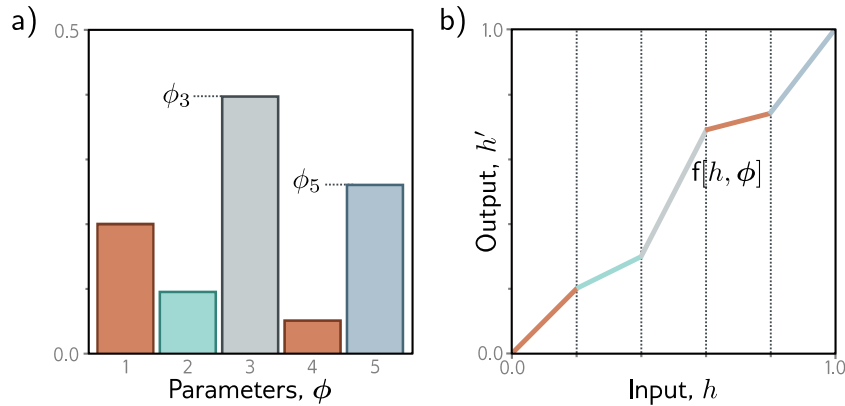 a)
0.5
ϕ₃
ϕ₅
0.0
1 2 3 4 5
Parameters, ϕ
b)
1.0
Output, h′
f[h, ϕ]
0.0
0.0 1.0
Input, h